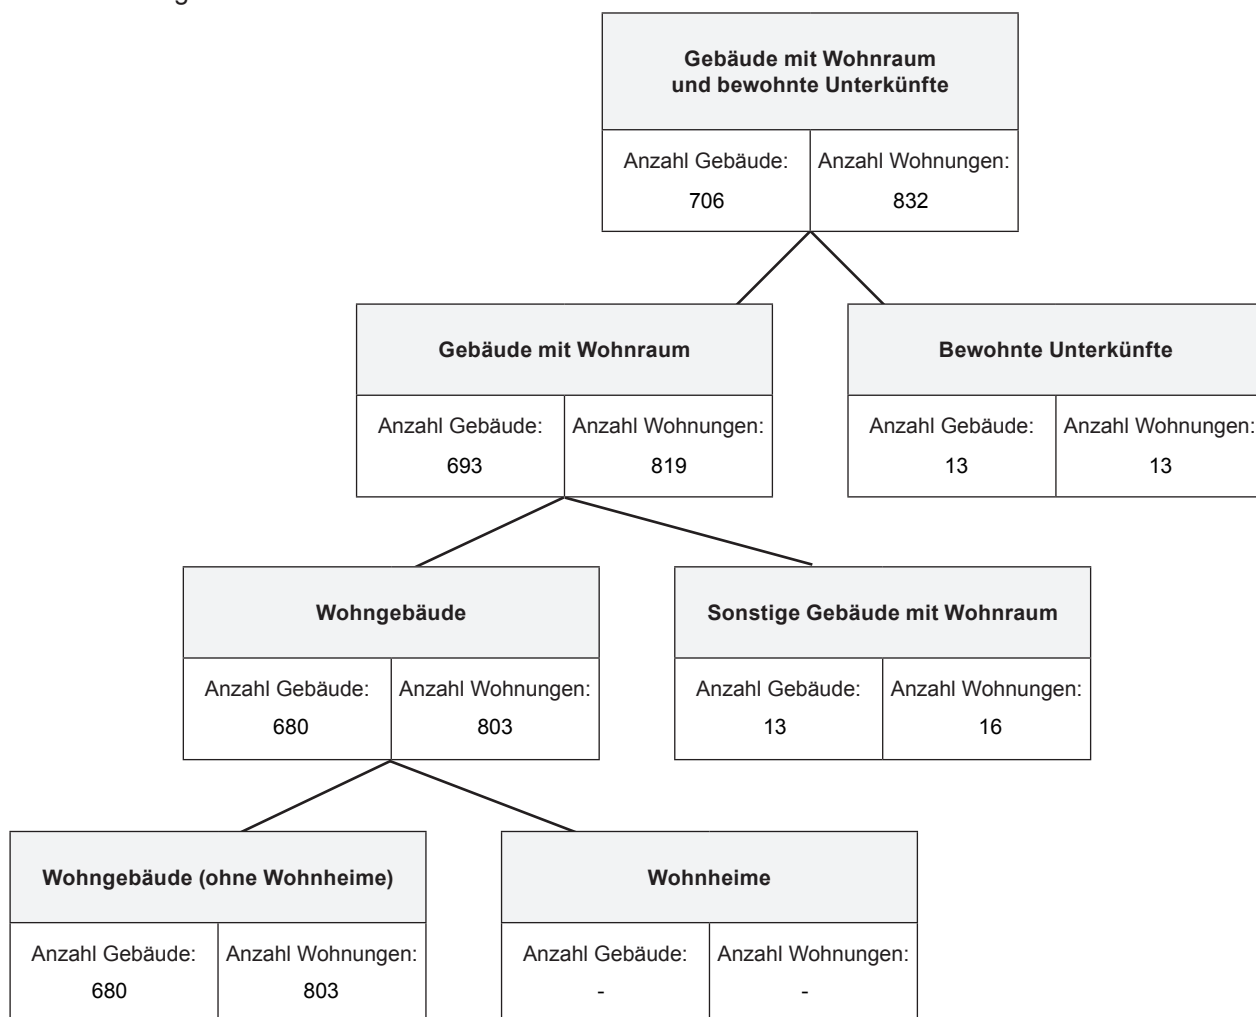 Gebäude mit Wohnraum
und bewohnte Unterkünfte
Anzahl Gebäude: Anzahl Wohnungen:
706 832
Gebäude mit Wohnraum
Anzahl Gebäude: Anzahl Wohnungen:
693 819
Bewohnte Unterkünfte
Anzahl Gebäude: Anzahl Wohnungen:
13 13
Wohngebäude
Anzahl Gebäude: Anzahl Wohnungen:
680 803
Sonstige Gebäude mit Wohnraum
Anzahl Gebäude: Anzahl Wohnungen:
13 16
Wohngebäude (ohne Wohnheime)
Anzahl Gebäude: Anzahl Wohnungen:
680 803
Wohnheime
Anzahl Gebäude: Anzahl Wohnungen:
- -